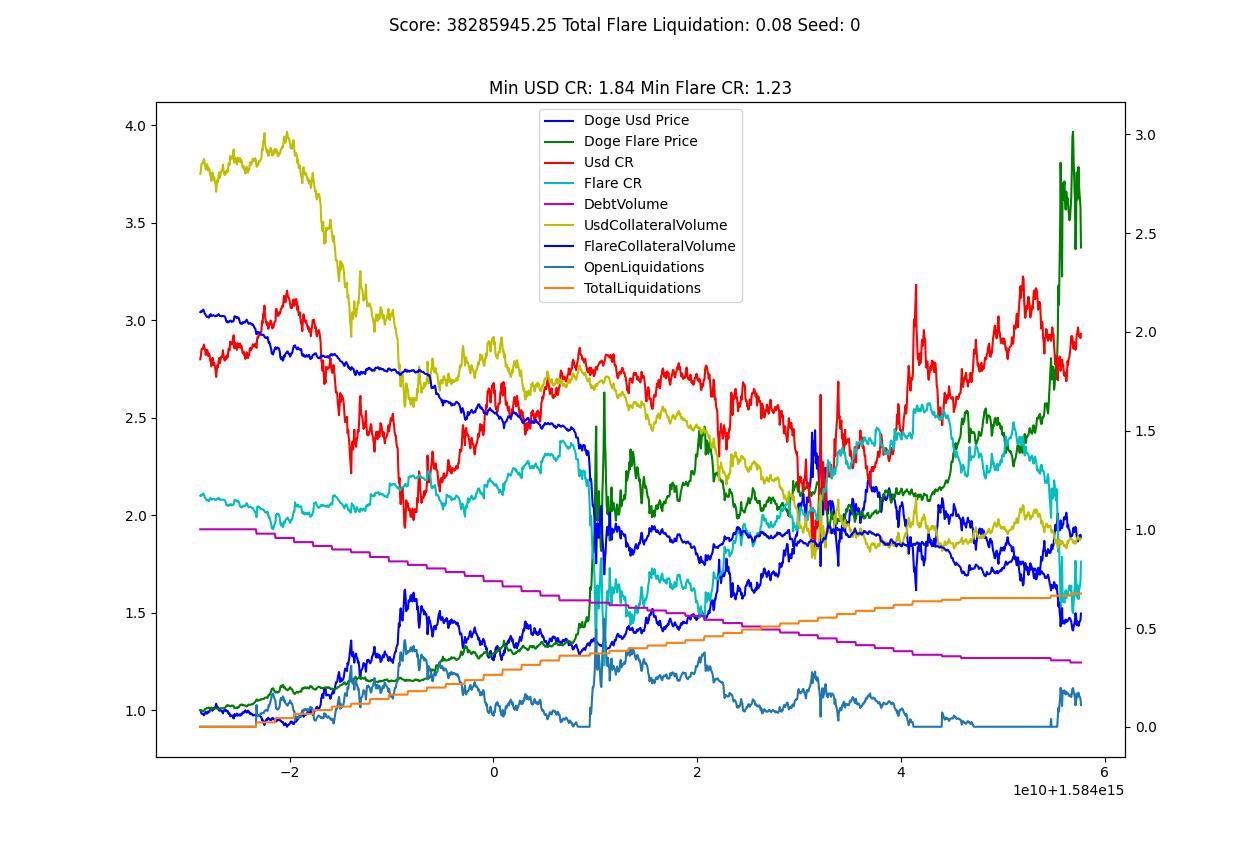 Score: 38285945.25 Total Flare Liquidation: 0.08 Seed: 0
Min USD CR: 1.84 Min Flare CR: 1.23
Doge Usd Price
Doge Flare Price
Usd CR
Flare CR
DebtVolume
UsdCollateralVolume
FlareCollateralVolume
OpenLiquidations
TotalLiquidations
4.0
3.5
3.0
2.5
2.0
1.5
1.0
3.0
2.5
2.0
1.5
1.0
0.5
0.0
−2 0 2 4 6
1e10+1.584e15